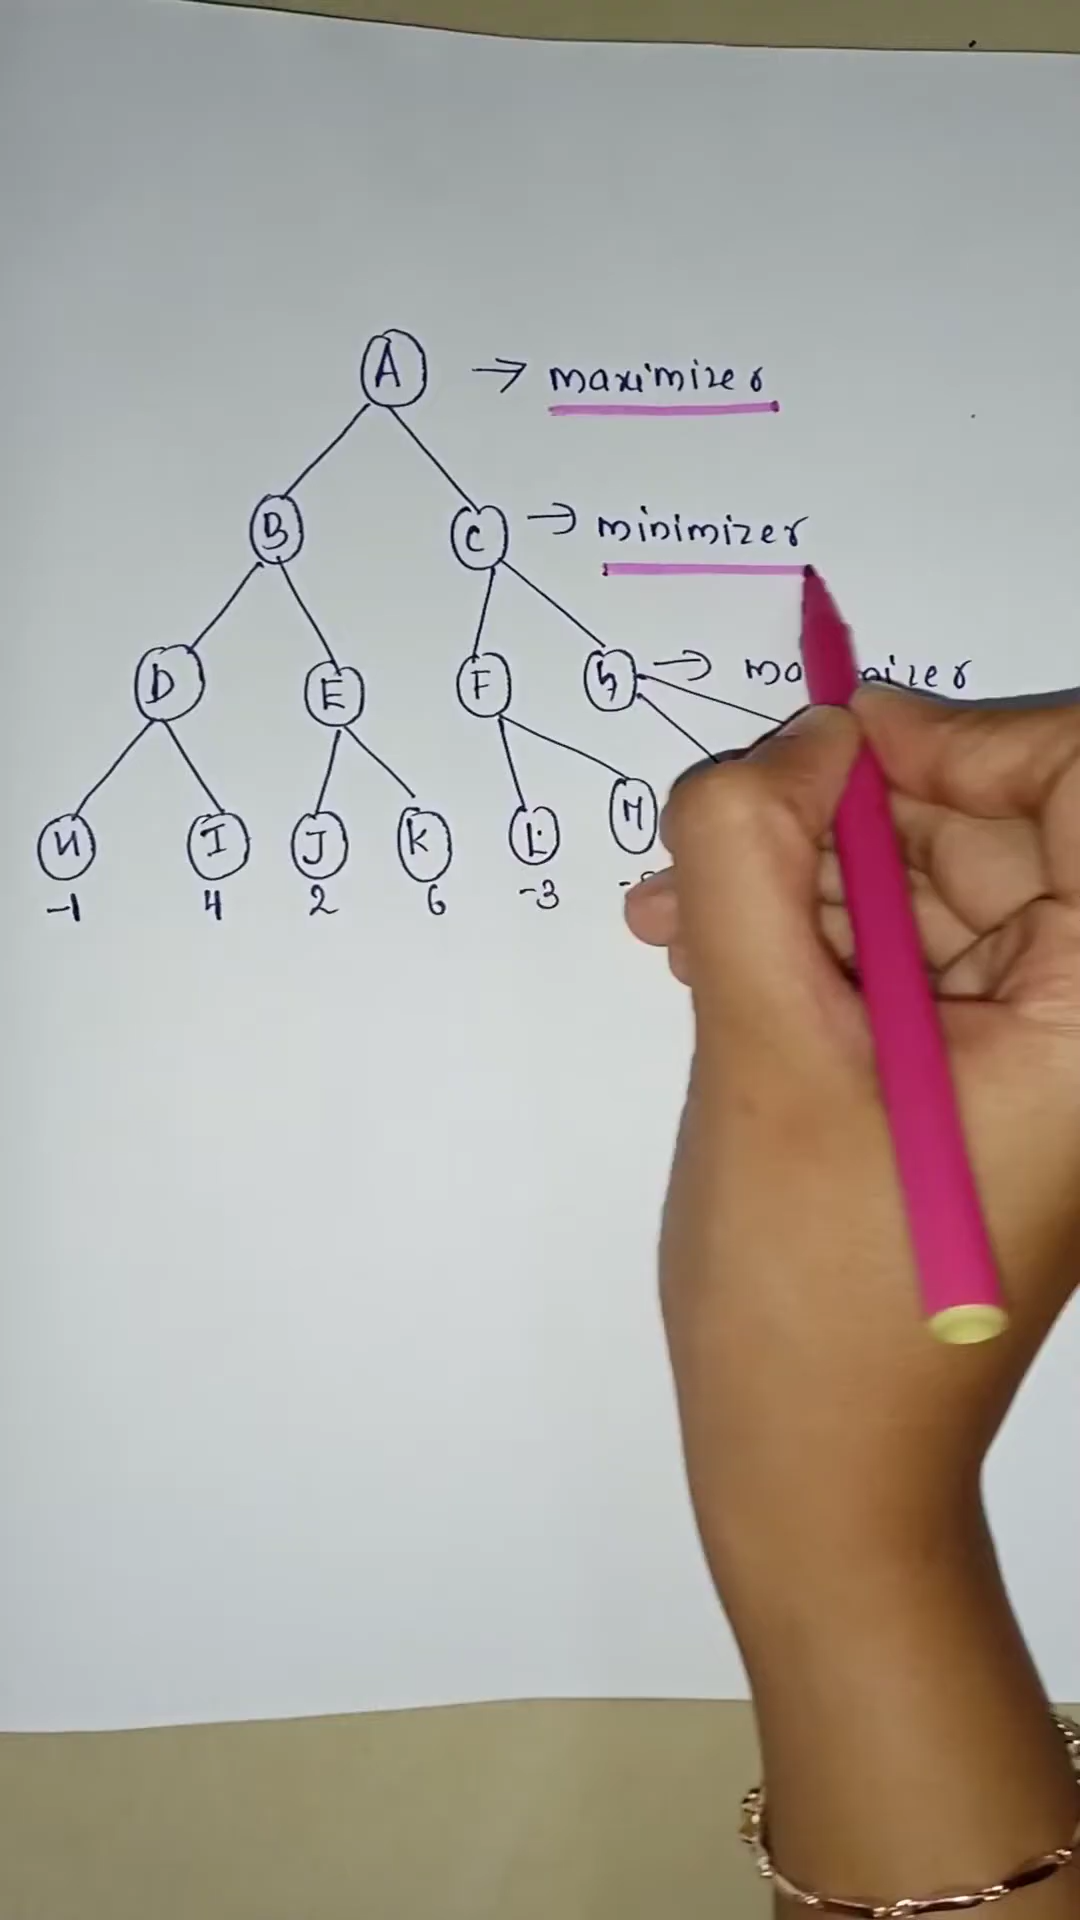 A → maximizer
B C → minimizer
D E F G →
H I J K L M
-1 4 2 6 -3